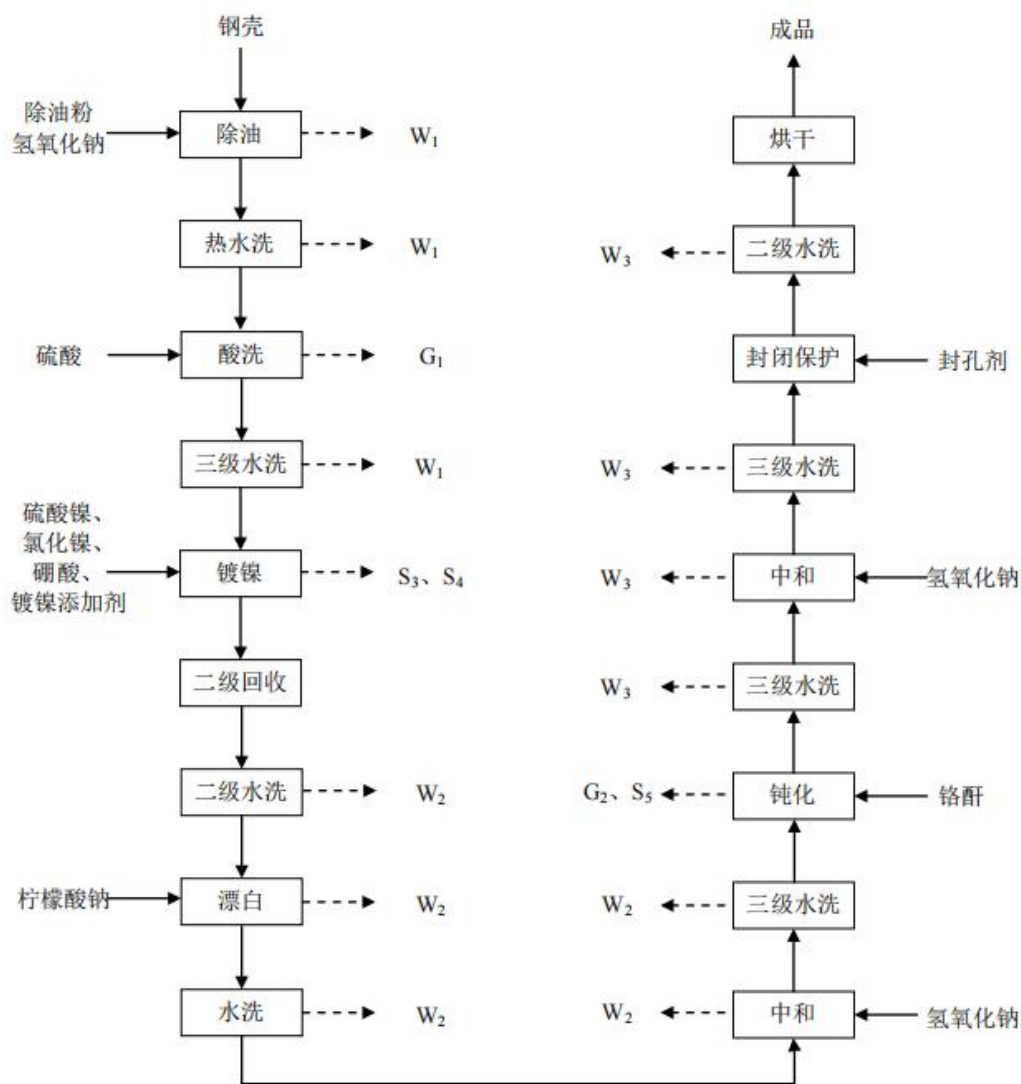 钢壳
除油粉
氢氧化钠
除油
W₁
热水洗
W₁
硫酸
酸洗
G₁
三级水洗
W₁
硫酸镍、
氯化镍、
硼酸、
镀镍添加剂
镀镍
S₃、S₄
二级回收
二级水洗
W₂
柠檬酸钠
漂白
W₂
水洗
W₂
成品
烘干
W₃
二级水洗
封闭保护
封孔剂
W₃
三级水洗
W₃
中和
氢氧化钠
W₃
三级水洗
G₂、S₅
钝化
铬酐
W₂
三级水洗
W₂
中和
氢氧化钠